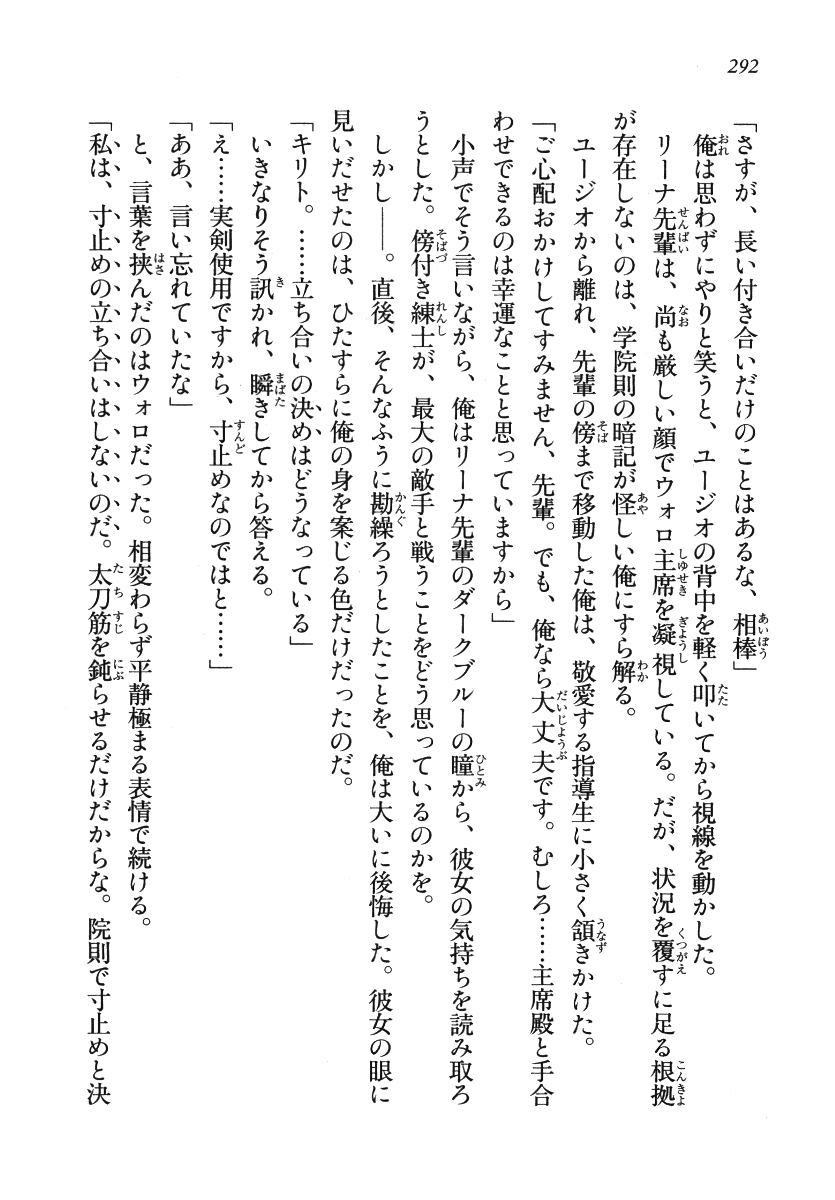 292
「さすが、長い付き合いだけのことはあるな、相棒」
俺は思わずにやりと笑うと、ユージオの背中を軽く叩いてから視線を動かした。
リーナ先輩は、尚も厳しい顔でウォロ主席を凝視している。だが、状況を覆すに足る根拠
が存在しないのは、学院則の暗記が怪しい俺にすら解る。
ユージオから離れ、先輩の傍まで移動した俺は、敬愛する指導生に小さく頷きかけた。
「ご心配おかけしてすみません、先輩。でも、俺なら大丈夫です。むしろ……主席殿と手合
わせできるのは幸運なことと思っていますから」
小声でそう言いながら、俺はリーナ先輩のダークブルーの瞳から、彼女の気持ちを読み取ろ
うとした。傍付き練士が、最大の敵手と戦うことをどう思っているのかを。
しかし――。直後、そんなふうに勘繰ろうとしたことを、俺は大いに後悔した。彼女の眼に
見いだせたのは、ひたすらに俺の身を案じる色だけだったのだ。
「キリト。……立ち合いの決めはどうなっている」
いきなりそう訊かれ、瞬きしてから答える。
「え……実剣使用ですから、寸止めなのではと……」
「ああ、言い忘れていたな」
と、言葉を挟んだのはウォロだった。相変わらず平静極まる表情で続ける。
「私は、寸止めの立ち合いはしないのだ。太刀筋を鈍らせるだけだからな。院則で寸止めと決